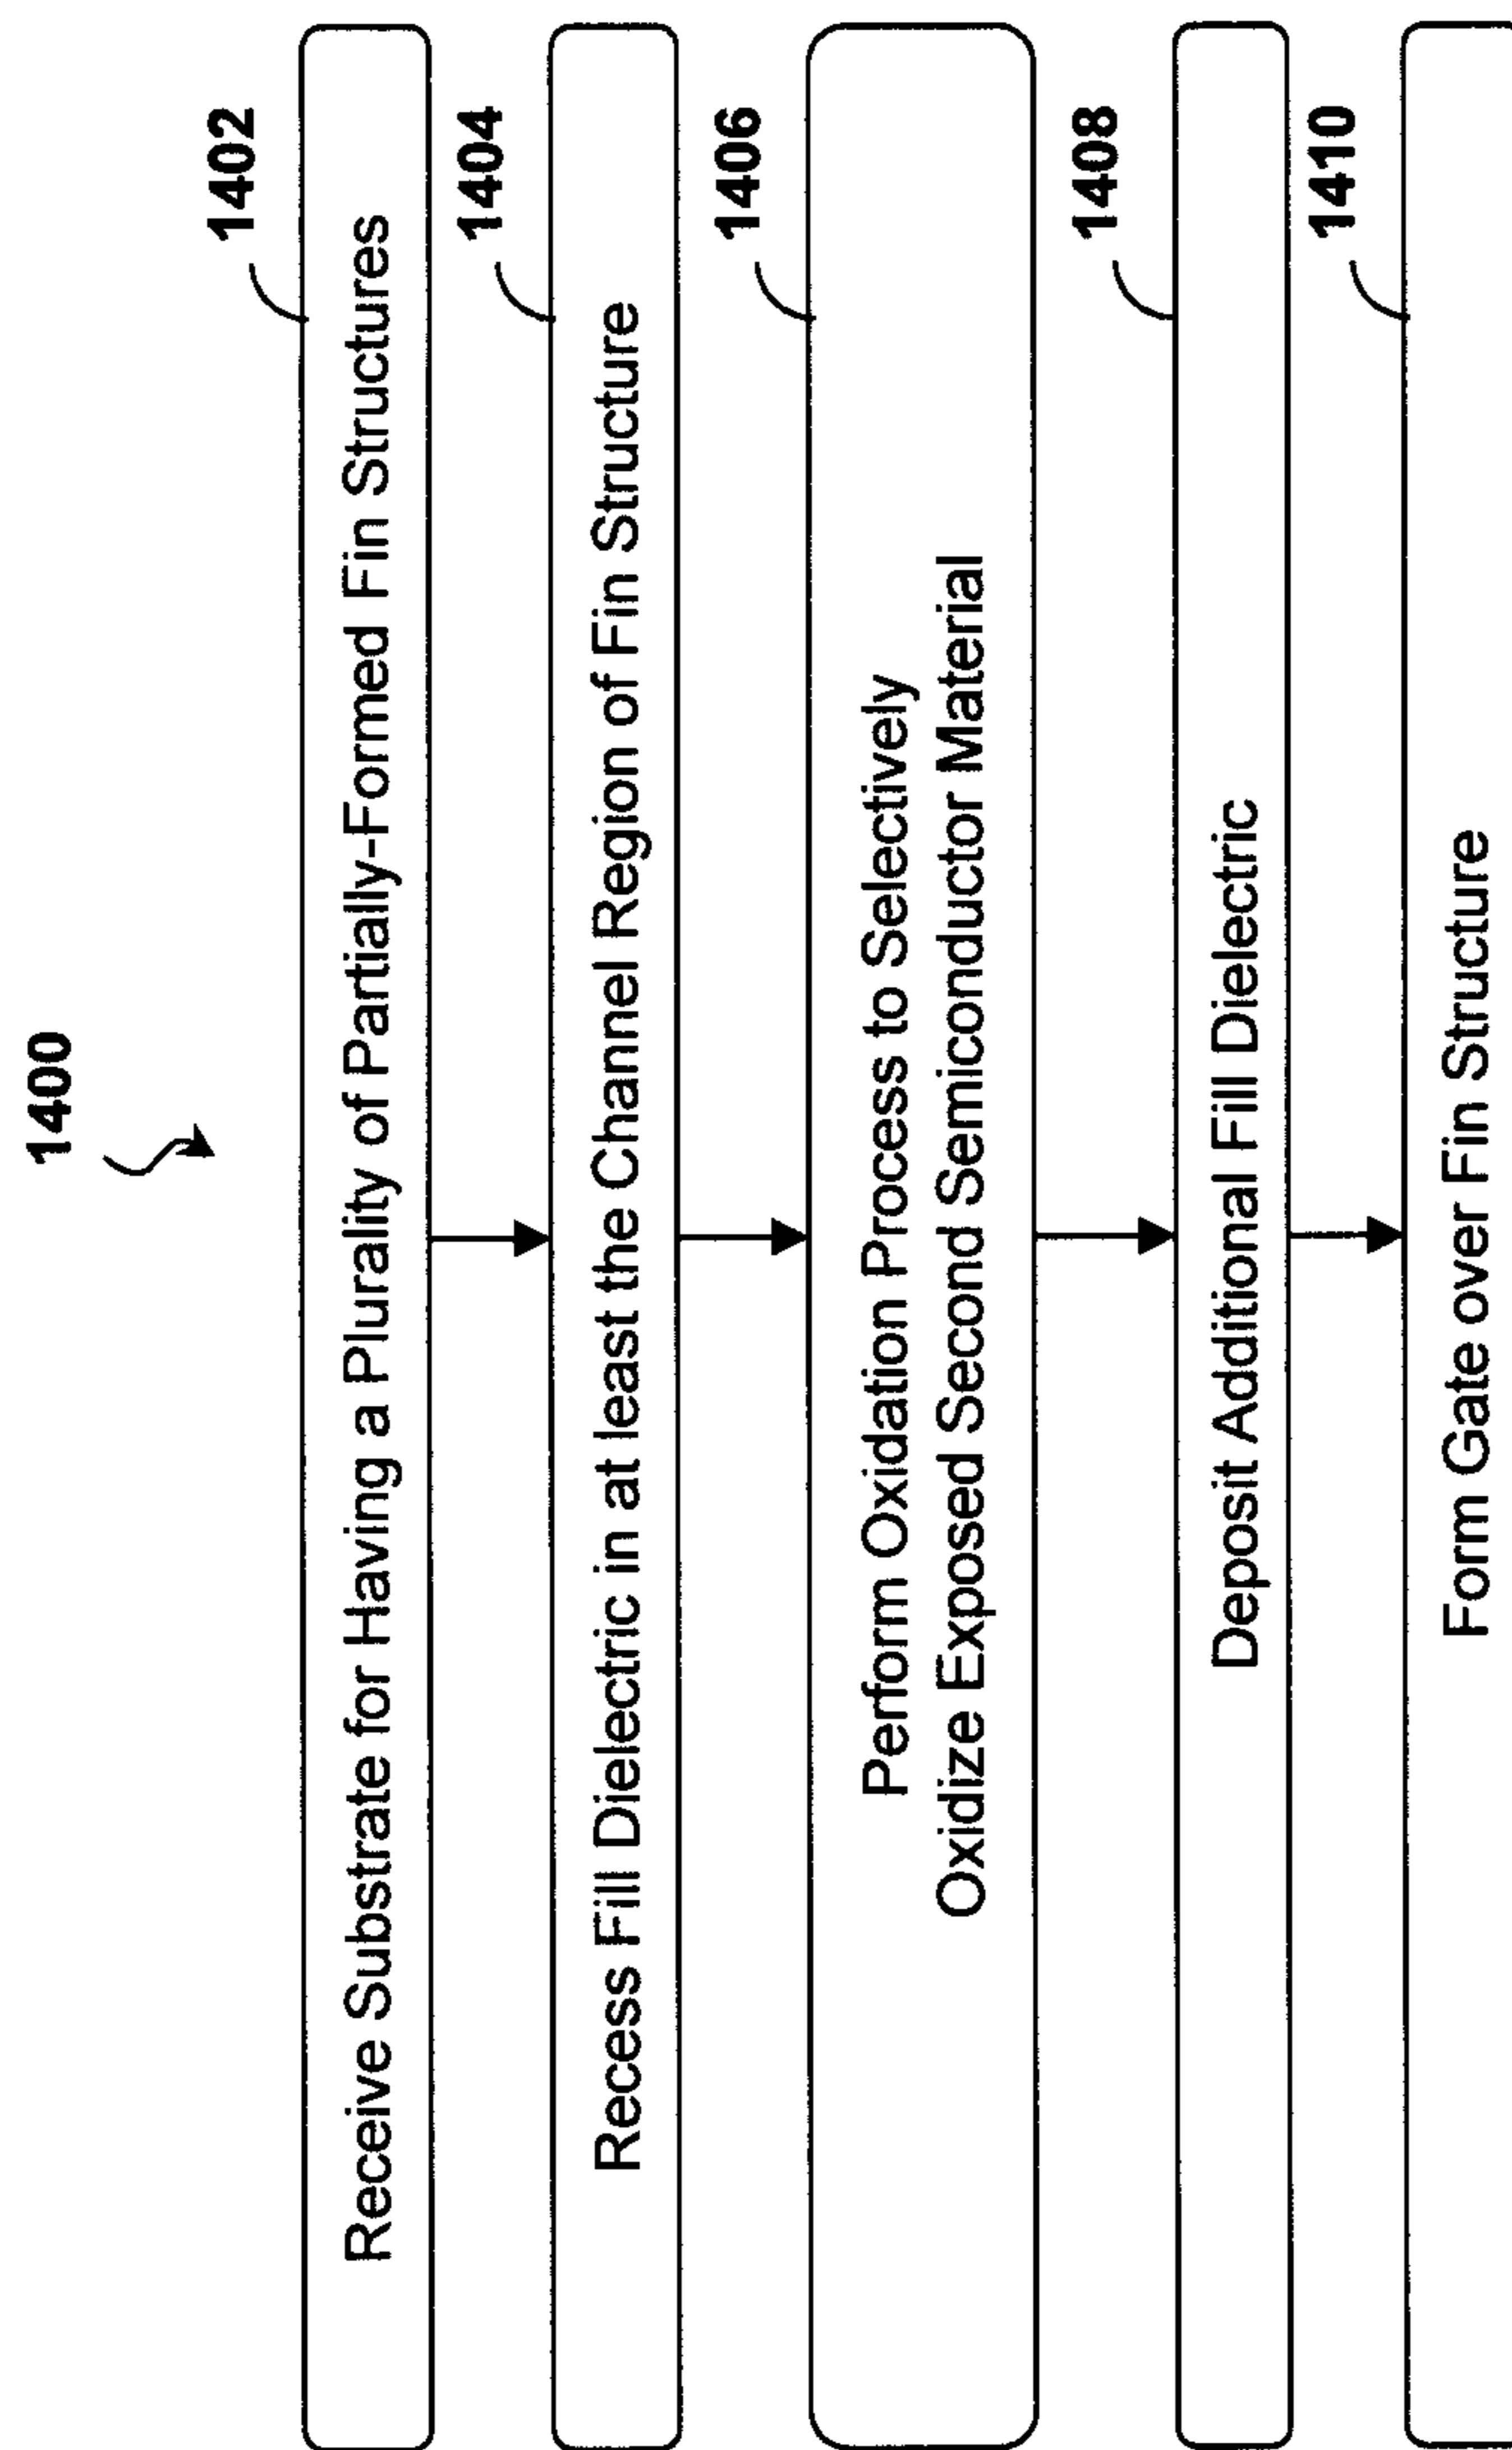 1400
1402
Receive Substrate for Having a Plurality of Partially-Formed Fin Structures
1404
Recess Fill Dielectric in at least the Channel Region of Fin Structure
1406
Perform Oxidation Process to Selectively
Oxidize Exposed Second Semiconductor Material
1408
Deposit Additional Fill Dielectric
1410
Form Gate over Fin Structure